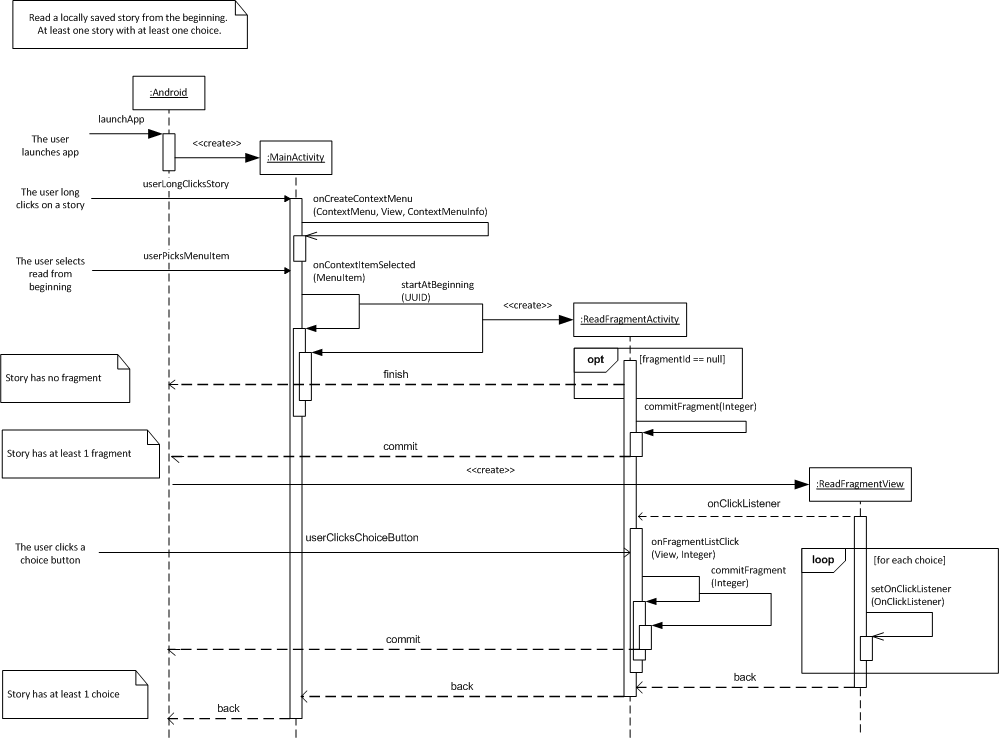 Read a locally saved story from the beginning.
At least one story with at least one choice.
:Android
launchApp
The user
launches app
<<create>>
:MainActivity
userLongClicksStory
The user long
clicks on a story
onCreateContextMenu
(ContextMenu, View, ContextMenuInfo)
userPicksMenuItem
The user selects
read from
beginning
onContextItemSelected
(MenuItem)
startAtBeginning
(UUID)
<<create>>
:ReadFragmentActivity
opt
[fragmentId == null]
Story has no fragment
finish
commitFragment(Integer)
Story has at least 1 fragment
commit
<<create>>
:ReadFragmentView
onClickListener
The user clicks a
choice button
userClicksChoiceButton
onFragmentListClick
(View, Integer)
commitFragment
(Integer)
loop
[for each choice]
setOnClickListener
(OnClickListener)
commit
Story has at least 1 choice
back
back
back